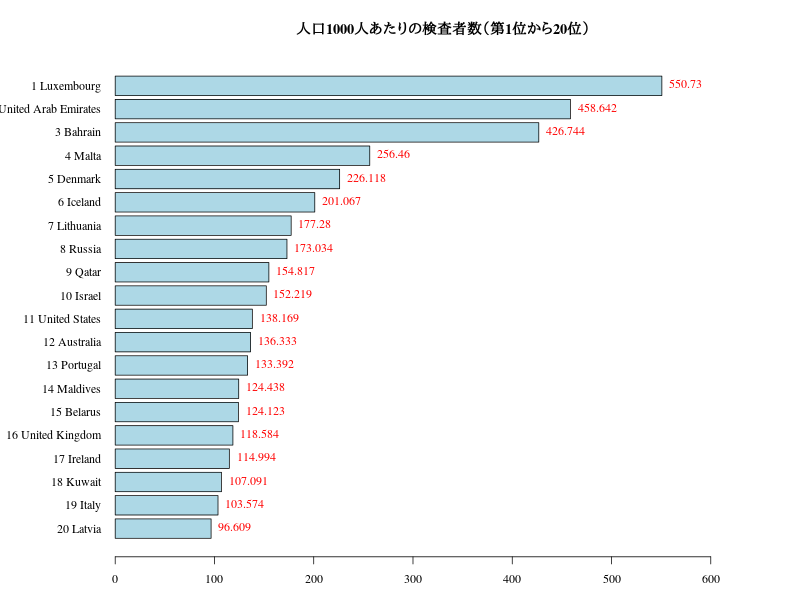 人口1000人あたりの検査者数（第1位から20位）
1 Luxembourg 550.73
United Arab Emirates 458.642
3 Bahrain 426.744
4 Malta 256.46
5 Denmark 226.118
6 Iceland 201.067
7 Lithuania 177.28
8 Russia 173.034
9 Qatar 154.817
10 Israel 152.219
11 United States 138.169
12 Australia 136.333
13 Portugal 133.392
14 Maldives 124.438
15 Belarus 124.123
16 United Kingdom 118.584
17 Ireland 114.994
18 Kuwait 107.091
19 Italy 103.574
20 Latvia 96.609
0 100 200 300 400 500 600